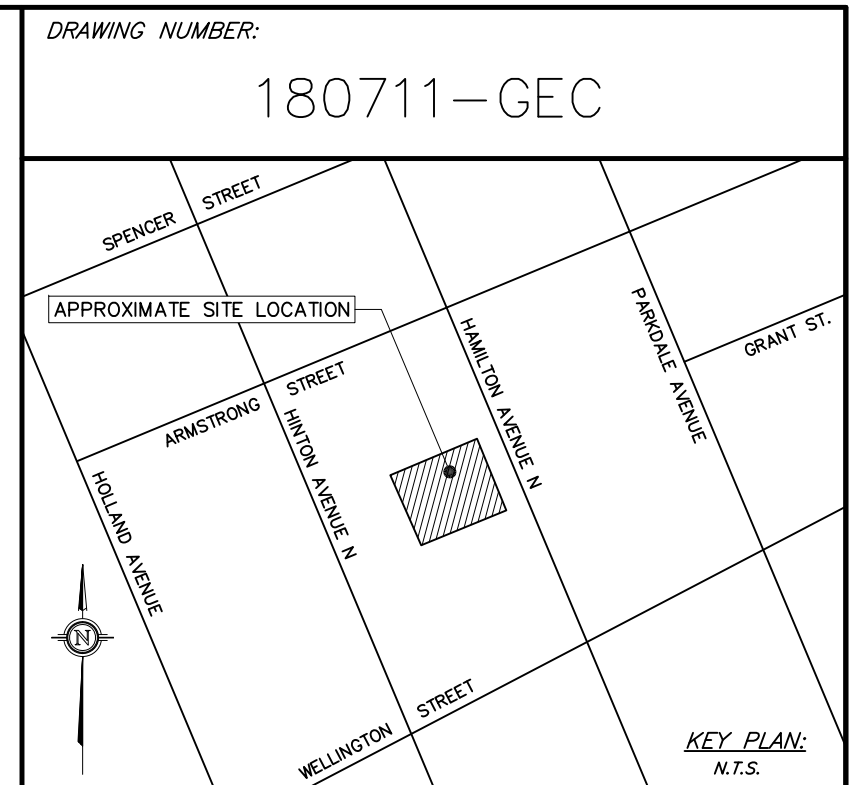 DRAWING NUMBER:
180711-GEC
SPENCER STREET
APPROXIMATE SITE LOCATION
ARMSTRONG STREET
HAMILTON AVENUE N
PARKDALE AVENUE
GRANT ST.
HINTON AVENUE N
HOLLAND AVENUE
N
WELLINGTON STREET
KEY PLAN:
N.T.S.